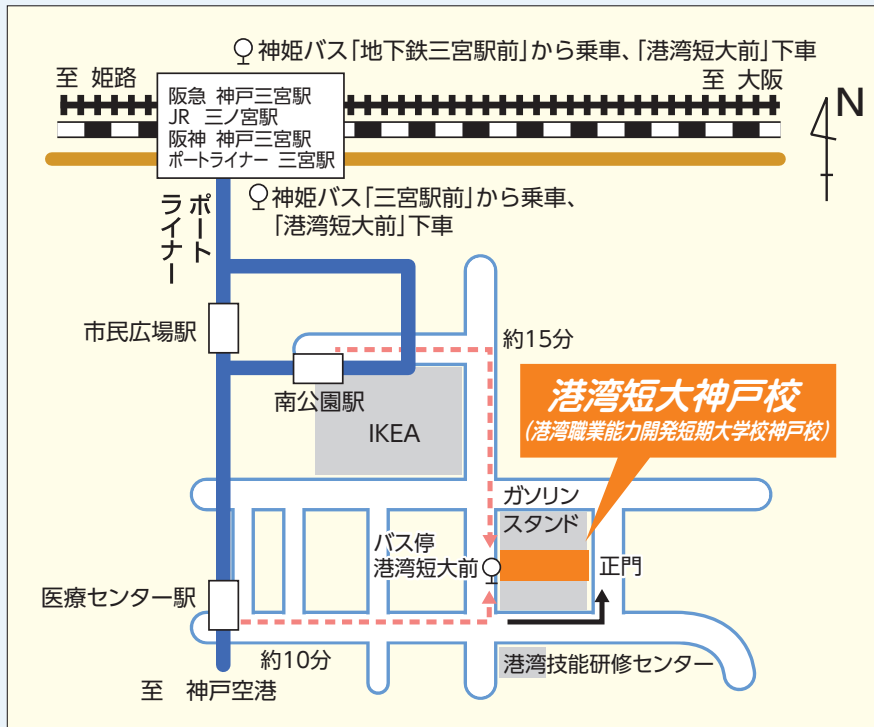 神姫バス「地下鉄三宮駅前」から乗車、「港湾短大前」下車
至 姫路
至 大阪
阪急 神戸三宮駅
JR 三ノ宮駅
阪神 神戸三宮駅
ポートライナー 三宮駅
N
神姫バス「三宮駅前」から乗車、
「港湾短大前」下車
ポート
ライナー
市民広場駅
約15分
南公園駅
IKEA
港湾短大神戸校
(港湾職業能力開発短期大学校神戸校)
ガソリン
スタンド
バス停
港湾短大前
正門
医療センター駅
約10分
港湾技能研修センター
至 神戸空港